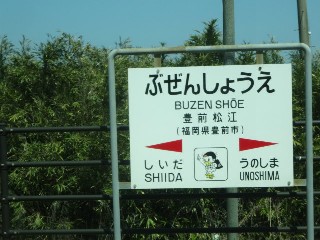 ぶぜんしょうえ
BUZEN SHŌE
豊前松江
(福岡県豊前市)
しいだ うのしま
SHIIDA UNOSHIMA